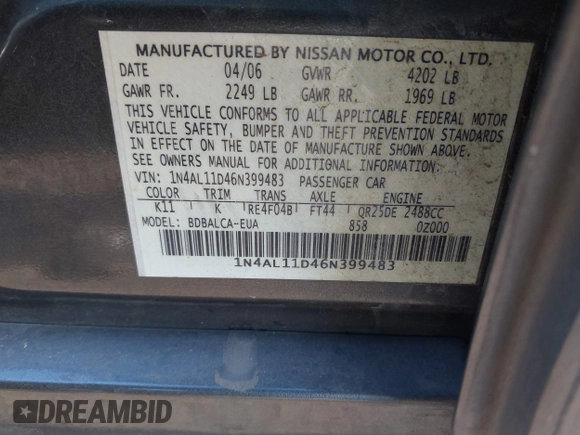 MANUFACTURED BY NISSAN MOTOR CO., LTD.
DATE 04/06 GVWR 4202 LB
GAWR FR. 2249 LB GAWR RR. 1969 LB
THIS VEHICLE CONFORMS TO ALL APPLICABLE FEDERAL MOTOR
VEHICLE SAFETY, BUMPER AND THEFT PREVENTION STANDARDS
IN EFFECT ON THE DATE OF MANUFACTURE SHOWN ABOVE.
SEE OWNERS MANUAL FOR ADDITIONAL INFORMATION.
VIN: 1N4AL11D46N399483 PASSENGER CAR
COLOR TRIM TRANS AXLE ENGINE
K11 K RE4F04B FT44 QR25DE 2488CC
MODEL: BDBALCA-EUA 858 0Z000
1N4AL11D46N399483
DREAMBID